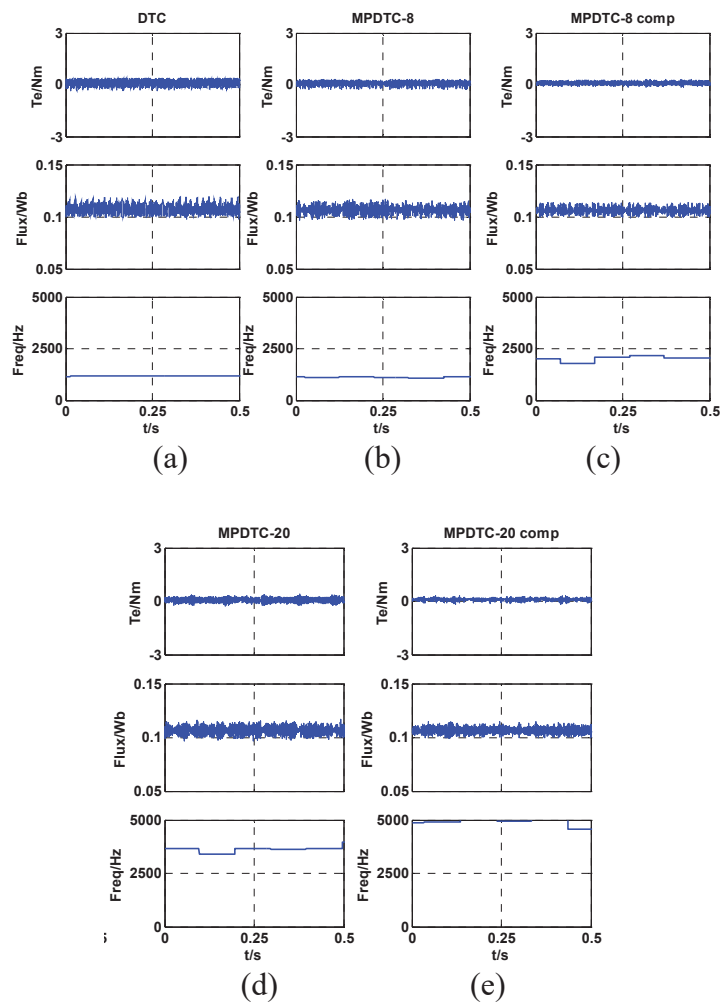 DTC MPDTC-8 MPDTC-8 comp
3 3 3
Te/Nm 0 Te/Nm 0 Te/Nm 0
-3 -3 -3
0.15 0.15 0.15
Flux/Wb 0.1 Flux/Wb 0.1 Flux/Wb 0.1
0.05 0.05 0.05
5000 5000 5000
Freq/Hz 2500 Freq/Hz 2500 Freq/Hz 2500
0 0 0
0 0.25 0.5 0 0.25 0.5 0 0.25 0.5
t/s t/s t/s
(a) (b) (c)
MPDTC-20 MPDTC-20 comp
3 3
Te/Nm 0 Te/Nm 0
-3 -3
0.15 0.15
Flux/Wb 0.1 Flux/Wb 0.1
0.05 0.05
5000 5000
Freq/Hz 2500 Freq/Hz 2500
0 0
0 0.25 0.5 0 0.25 0.5
t/s t/s
(d) (e)